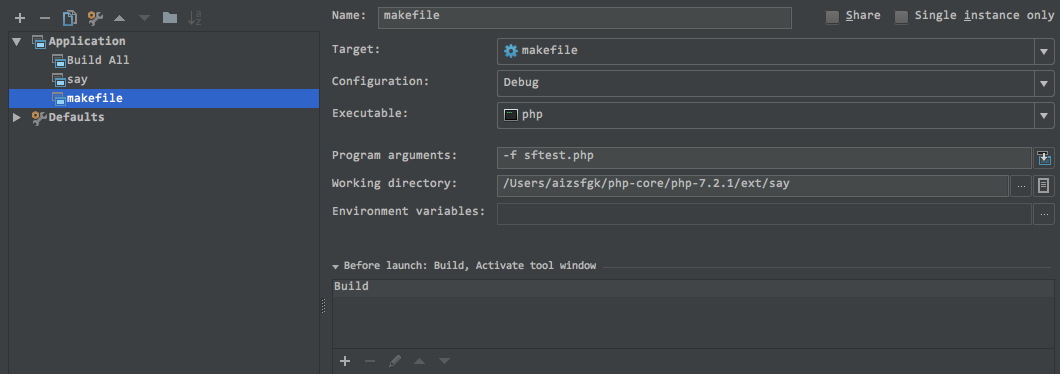 Name: makefile Share Single instance only
Application
Build All
say
makefile
Defaults
Target: makefile
Configuration: Debug
Executable: php
Program arguments: -f sftest.php
Working directory: /Users/aizsfgk/php-core/php-7.2.1/ext/say ...
Environment variables: ...
Before launch: Build, Activate tool window
Build